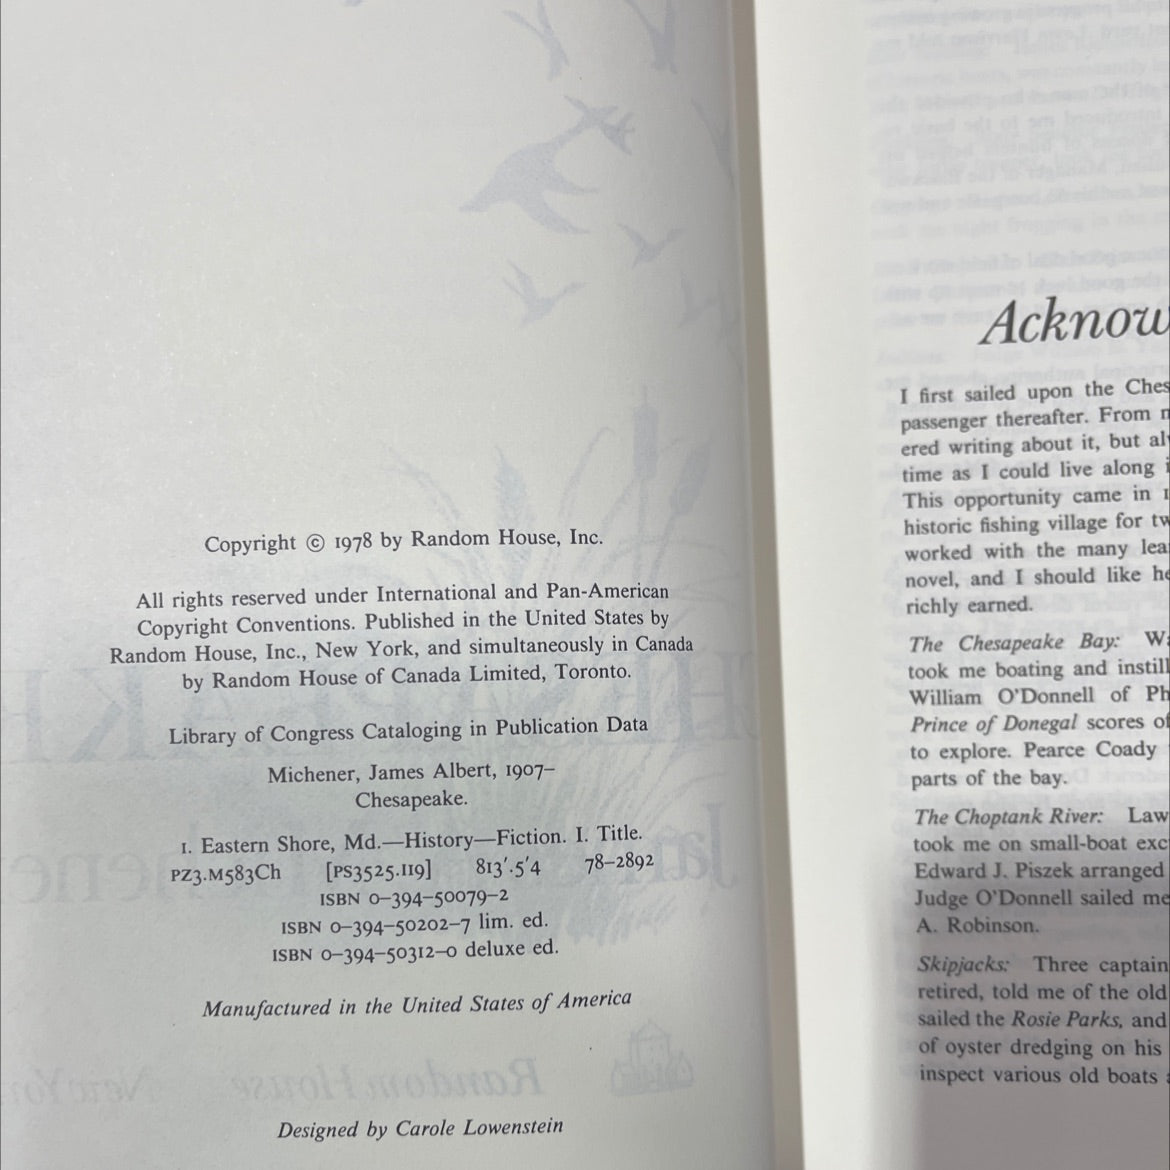 Copyright © 1978 by Random House, Inc.
All rights reserved under International and Pan-American
Copyright Conventions. Published in the United States by
Random House, Inc., New York, and simultaneously in Canada
by Random House of Canada Limited, Toronto.
Library of Congress Cataloging in Publication Data
Michener, James Albert, 1907–
Chesapeake.
1. Eastern Shore, Md.—History—Fiction. I. Title.
PZ3.M583Ch [PS3525.I19] 813'.5'4 78–2892
ISBN 0–394–50079–2
ISBN 0–394–50202–7 lim. ed.
ISBN 0–394–50312–0 deluxe ed.
Manufactured in the United States of America
Designed by Carole Lowenstein
Acknow
I first sailed upon the Ches
passenger thereafter. From
ered writing about it, but
time as I could live along
This opportunity came in
historic fishing village for tw
worked with the many lea
novel, and I should like he
richly earned.
The Chesapeake Bay: Wa
took me boating and instill
William O'Donnell of Ph
Prince of Donegal scores of
to explore. Pearce Coady
parts of the bay.
The Choptank River: Law
took me on small-boat exc
Edward J. Piszek arranged
Judge O'Donnell sailed me
A. Robinson.
Skipjacks: Three captain
retired, told me of the old
sailed the Rosie Parks, and
of oyster dredging on his
inspect various old boats